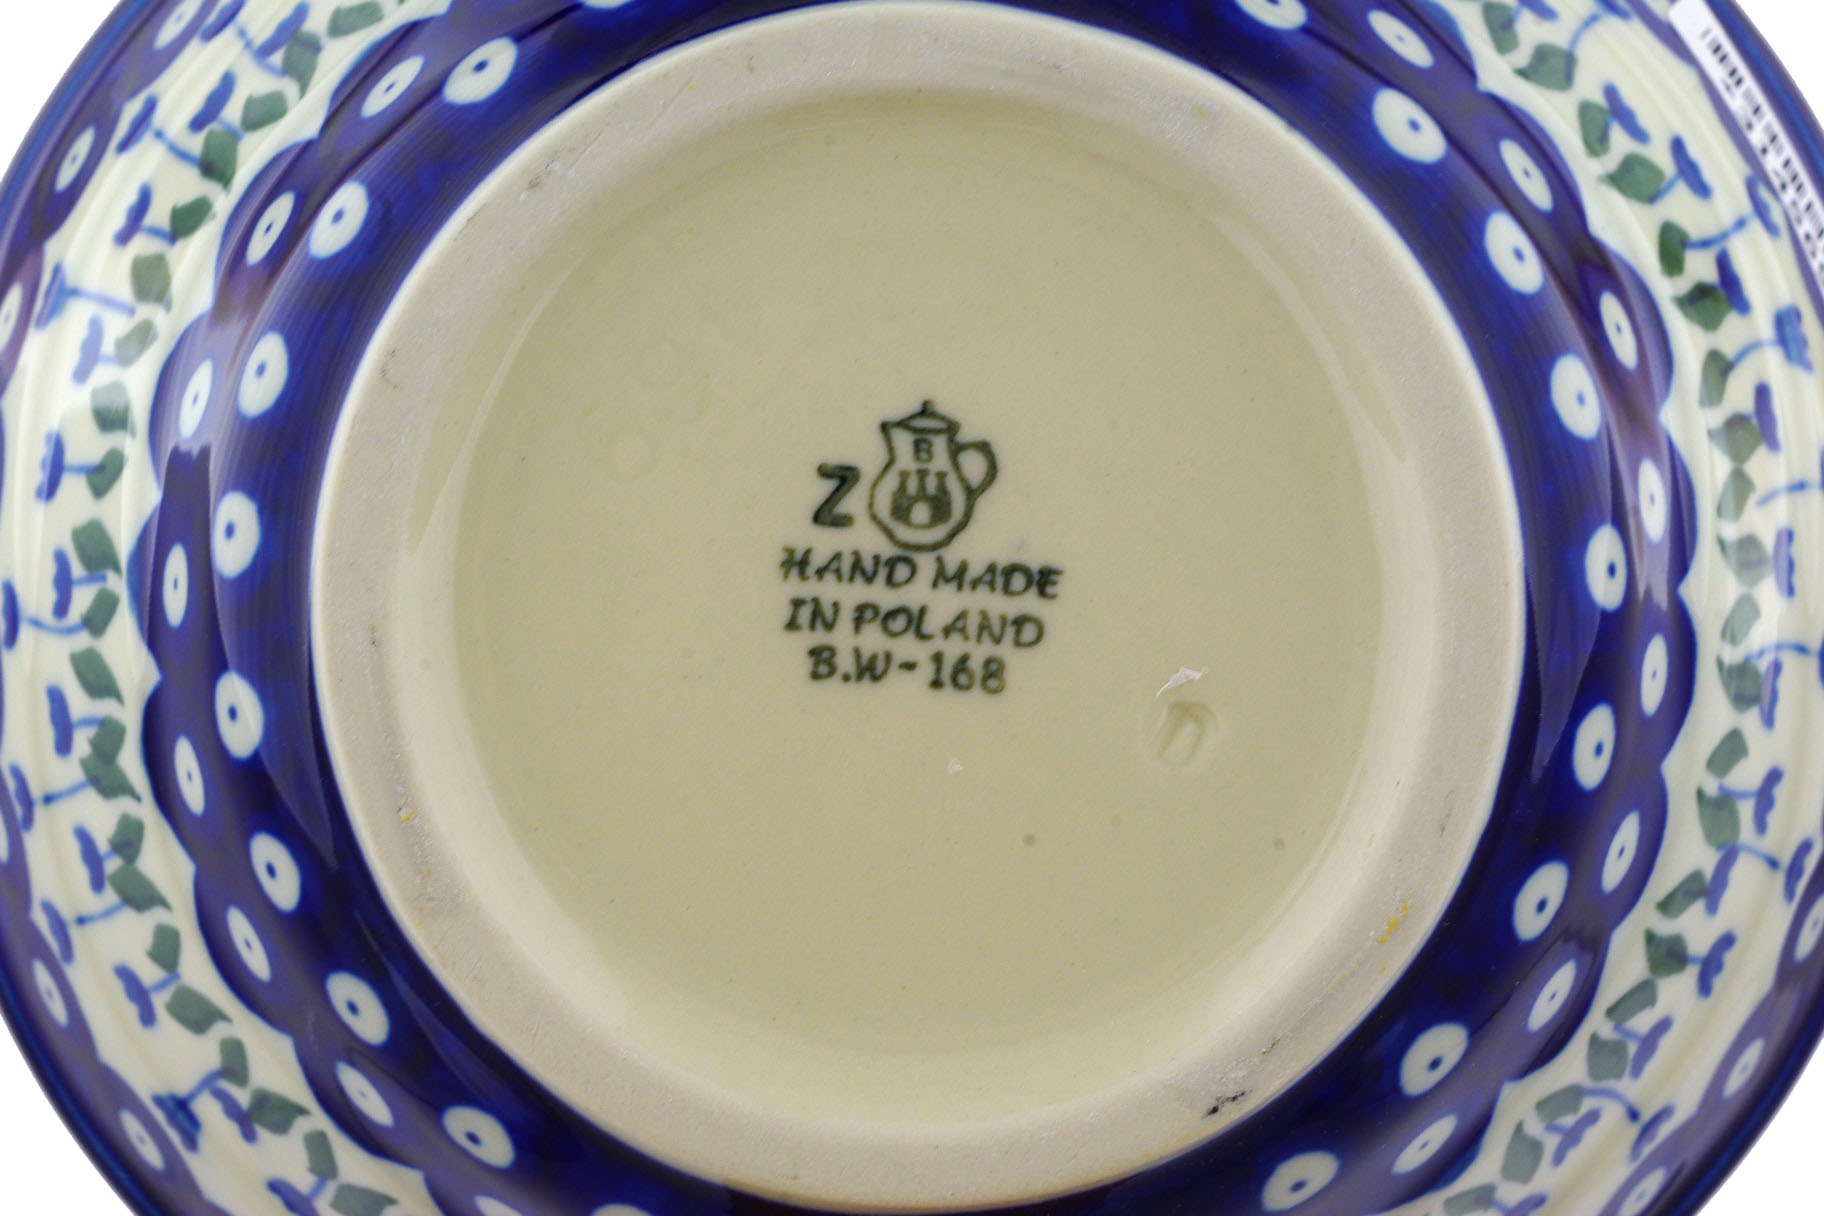 B
Z
HAND MADE
IN POLAND
B.W-168